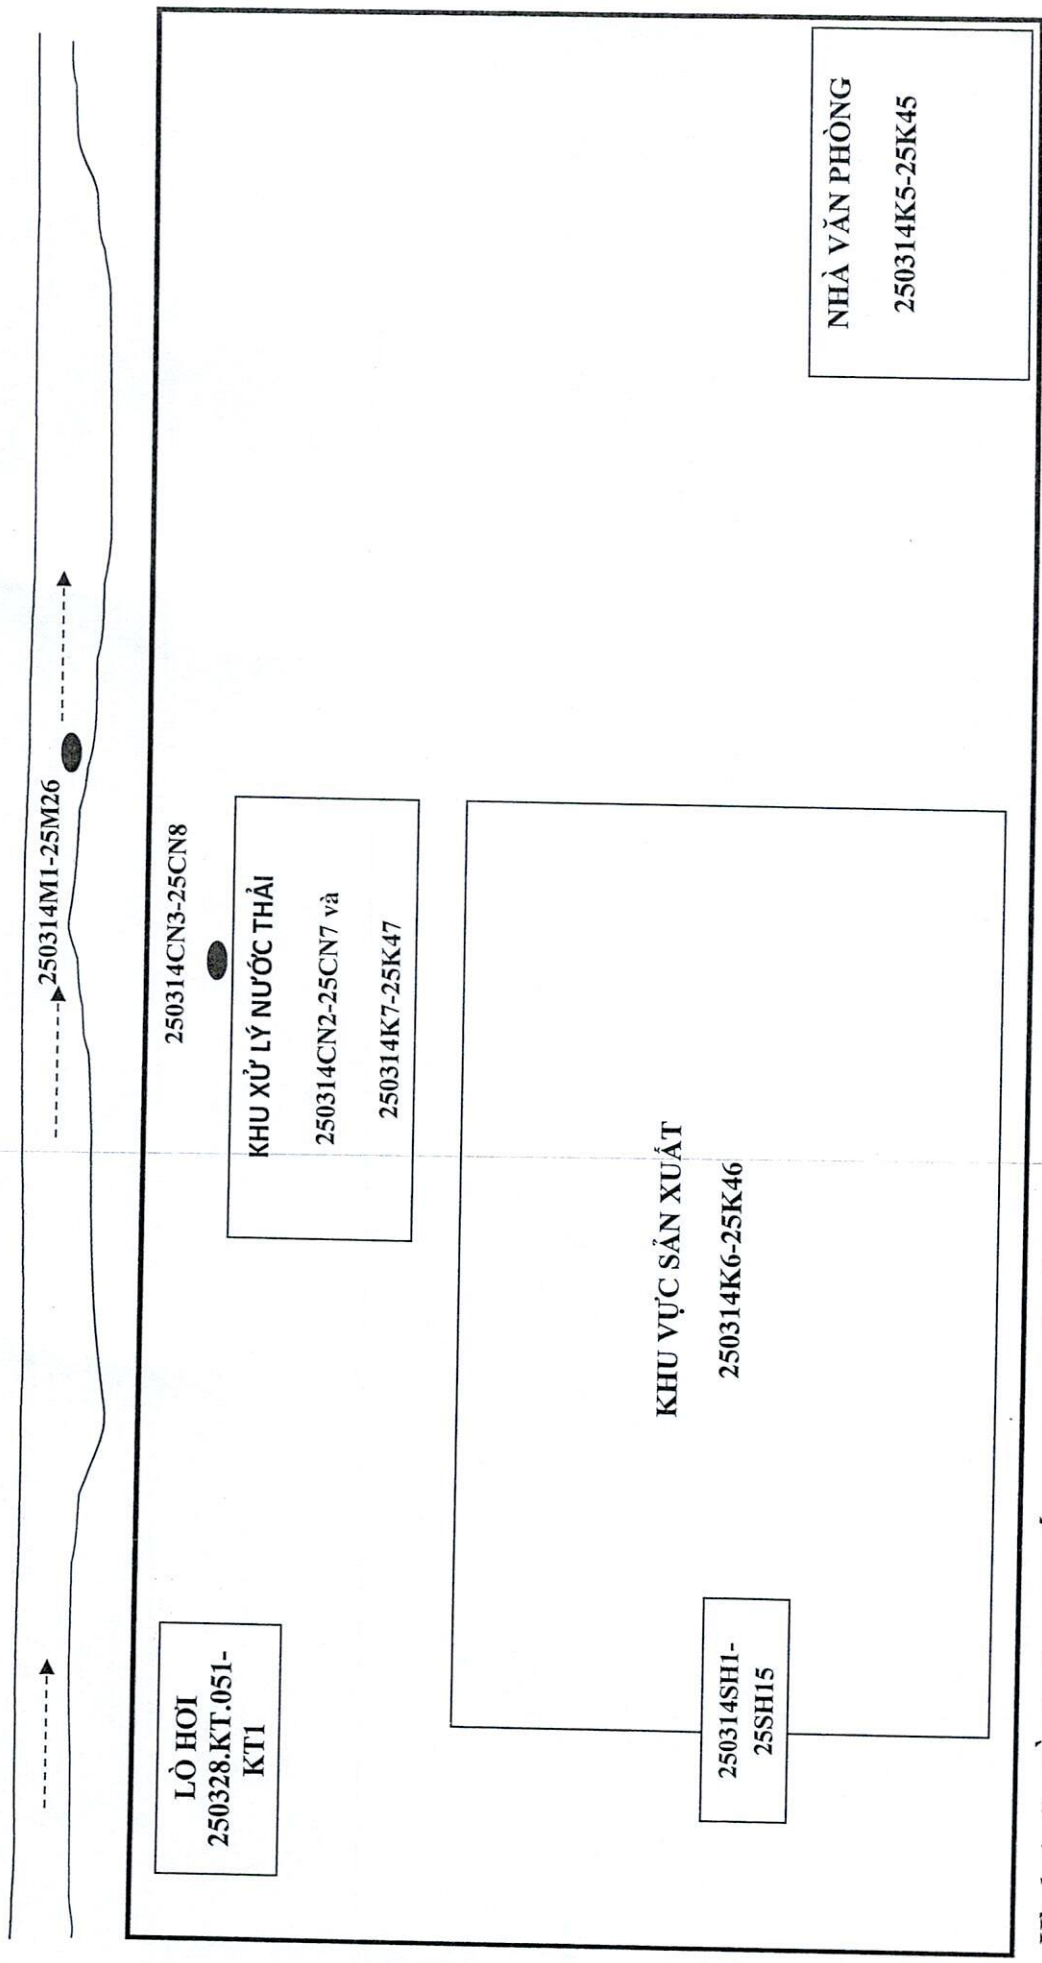 250314M1-25M26
250314CN3-25CN8
KHU XỬ LÝ NƯỚC THẢI
250314CN2-25CN7 và
250314K7-25K47
LÒ HƠI
250328.KT.051-
KT1
KHU VỰC SẢN XUẤT
250314K6-25K46
250314SH1-
25SH15
NHÀ VĂN PHÒNG
250314K5-25K45